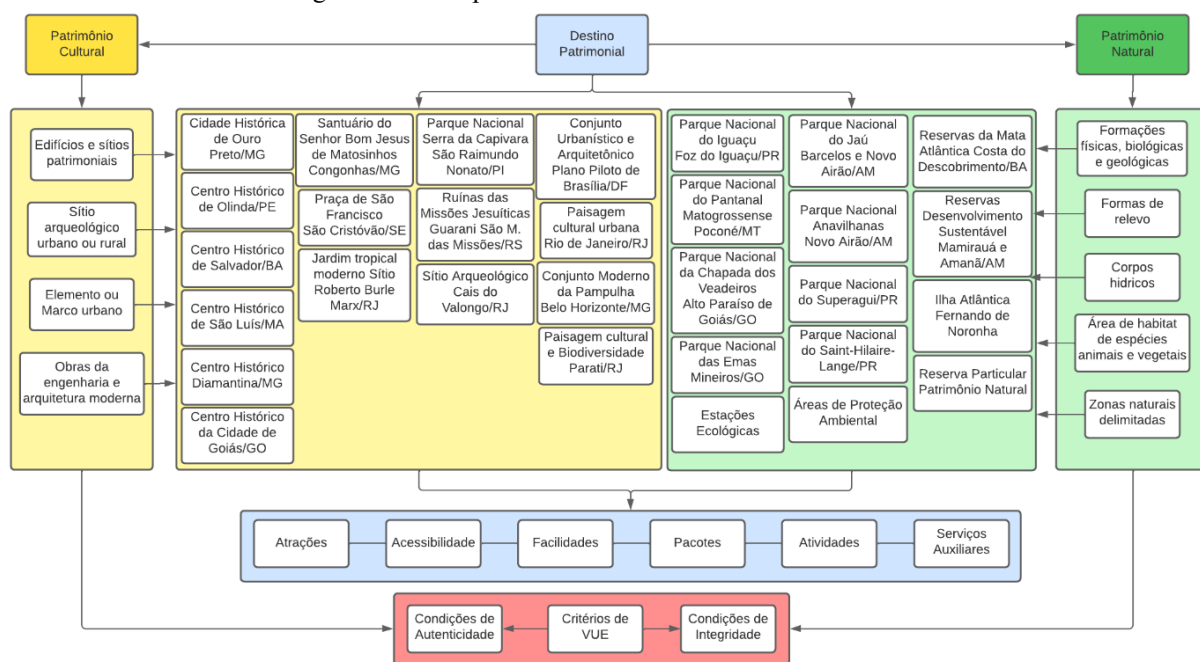 Patrimônio
Cultural
Destino
Patrimonial
Patrimônio
Natural
Edifícios e sítios
patrimoniais
Sítio
arqueológico
urbano ou rural
Elemento ou
Marco urbano
Obras da
engenharia e
arquitetura moderna
Cidade Histórica
de Ouro
Preto/MG
Centro Histórico
de Olinda/PE
Centro Histórico
de Salvador/BA
Centro Histórico
de São Luís/MA
Centro Histórico
Diamantina/MG
Centro Histórico
da Cidade de
Goiás/GO
Santuário do
Senhor Bom Jesus
de Matosinhos
Congonhas/MG
Praça de São
Francisco
São Cristóvão/SE
Jardim tropical
moderno Sítio
Roberto Burle
Marx/RJ
Parque Nacional
Serra da Capivara
São Raimundo
Nonato/PI
Ruínas das
Missões Jesuíticas
Guarani São M.
das Missões/RS
Sítio Arqueológico
Cais do
Valongo/RJ
Conjunto
Urbanístico e
Arquitetônico
Plano Piloto de
Brasília/DF
Paisagem
cultural urbana
Rio de Janeiro/RJ
Conjunto Moderno
da Pampulha
Belo Horizonte/MG
Paisagem cultural
e Biodiversidade
Parati/RJ
Parque Nacional
do Iguaçu
Foz do Iguaçu/PR
Parque Nacional
do Pantanal
Matogrossense
Poconé/MT
Parque Nacional
da Chapada dos
Veadeiros
Alto Paraíso de
Goiás/GO
Parque Nacional
das Emas
Mineiros/GO
Estações
Ecológicas
Parque Nacional
do Jaú
Barcelos e Novo
Airão/AM
Parque Nacional
Anavilhanas
Novo Airão/AM
Parque Nacional
do Superagui/PR
Parque Nacional
do Saint-Hilaire-
Lange/PR
Áreas de Proteção
Ambiental
Reservas da Mata
Atlântica Costa do
Descobrimento/BA
Reservas
Desenvolvimento
Sustentável
Mamirauá e
Amanã/AM
Ilha Atlântica
Fernando de
Noronha
Reserva Particular
Patrimônio Natural
Formações
físicas, biológicas
e geológicas
Formas de
relevo
Corpos
hidricos
Área de habitat
de espécies
animais e vegetais
Zonas naturais
delimitadas
Atrações
Acessibilidade
Facilidades
Pacotes
Atividades
Serviços
Auxiliares
Condições de
Autenticidade
Critérios de
VUE
Condições de
Integridade